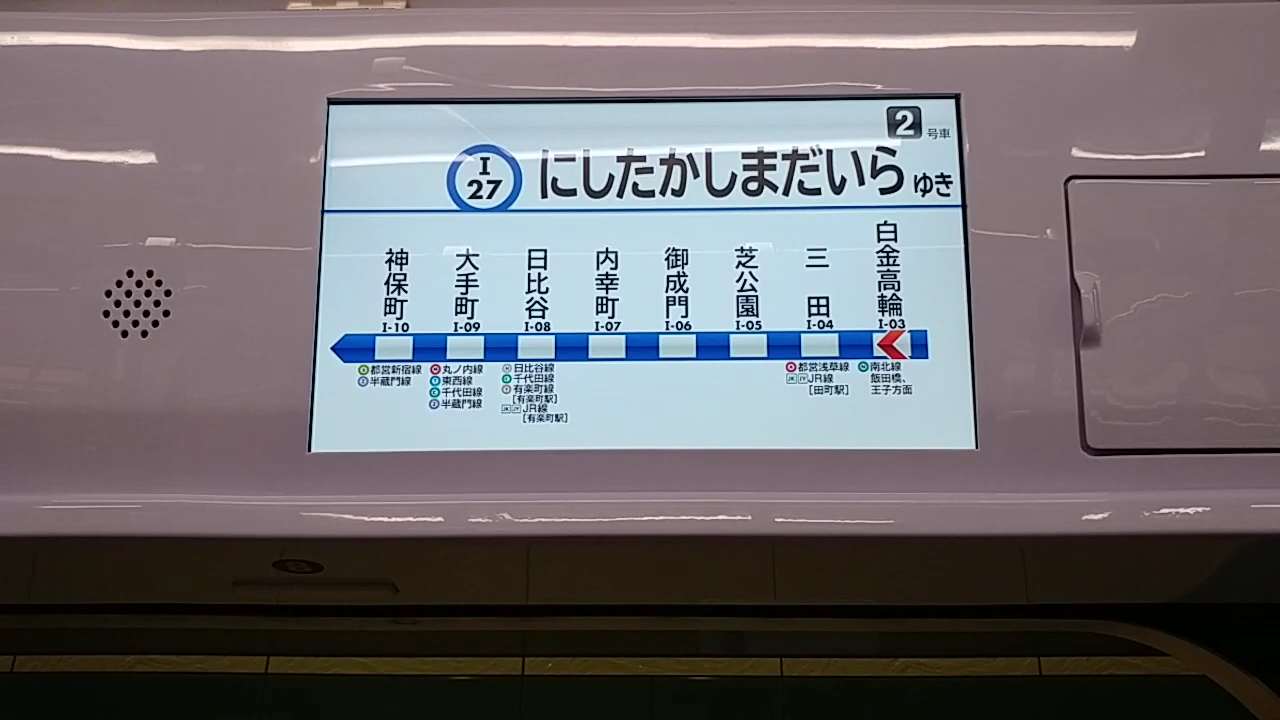 2 号車
I 27 にしたかしまだいら ゆき
神保町 大手町 日比谷 内幸町 御成門 芝公園 三田 白金高輪
I-10 I-09 I-08 I-07 I-06 I-05 I-04 I-03
都営新宿線
半蔵門線
丸ノ内線
東西線
千代田線
半蔵門線
日比谷線
千代田線
有楽町線
[有楽町駅]
JK JY JR線
[有楽町駅]
都営浅草線
JK JY JR線
[田町駅]
N 南北線
飯田橋、
王子方面